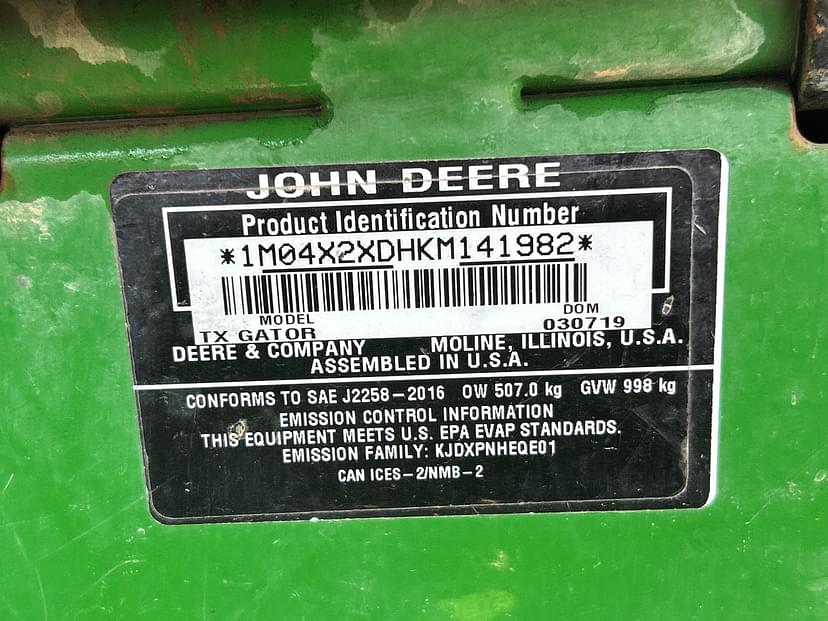 JOHN DEERE
Product Identification Number
*1M04X2XDHKM141982*
MODEL DOM
TX GATOR 030719
DEERE & COMPANY MOLINE, ILLINOIS, U.S.A.
ASSEMBLED IN U.S.A.
CONFORMS TO SAE J2258-2016 OW 507.0 kg GVW 998 kg
EMISSION CONTROL INFORMATION
THIS EQUIPMENT MEETS U.S. EPA EVAP STANDARDS.
EMISSION FAMILY: KJDXPNHEQE01
CAN ICES-2/NMB-2